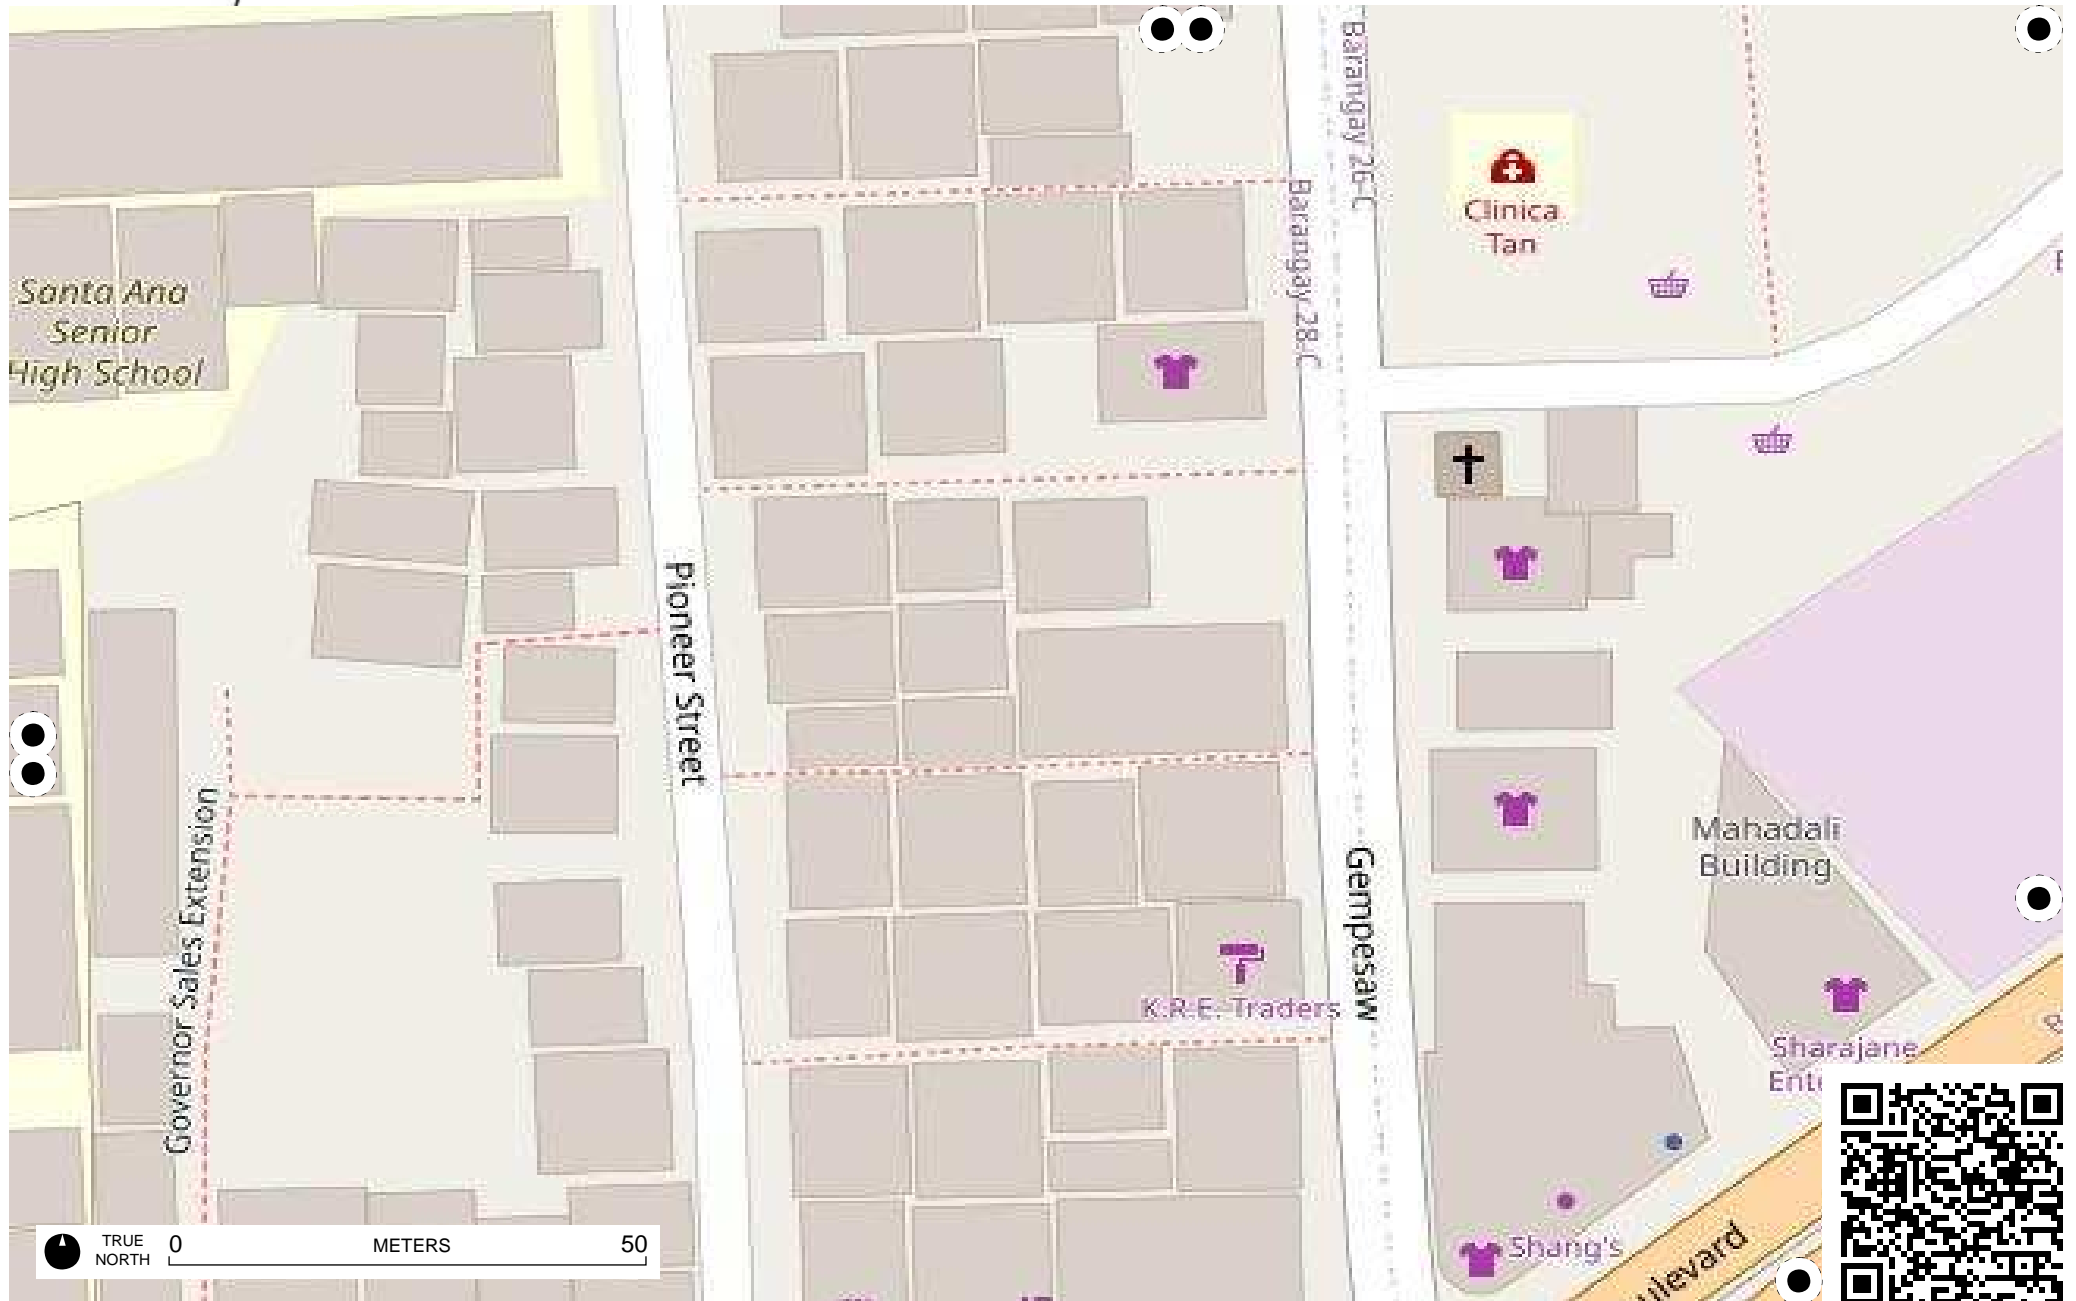 Barangay 26-C
Barangay 28-C
Clinica
Tan
Santa Ana
Senior
High School
Pioneer Street
Governor Sales Extension
Gempesaw
Mahadali
Building
K.R.E. Traders
Sharajane
Shang's
TRUE
NORTH
0 METERS 50